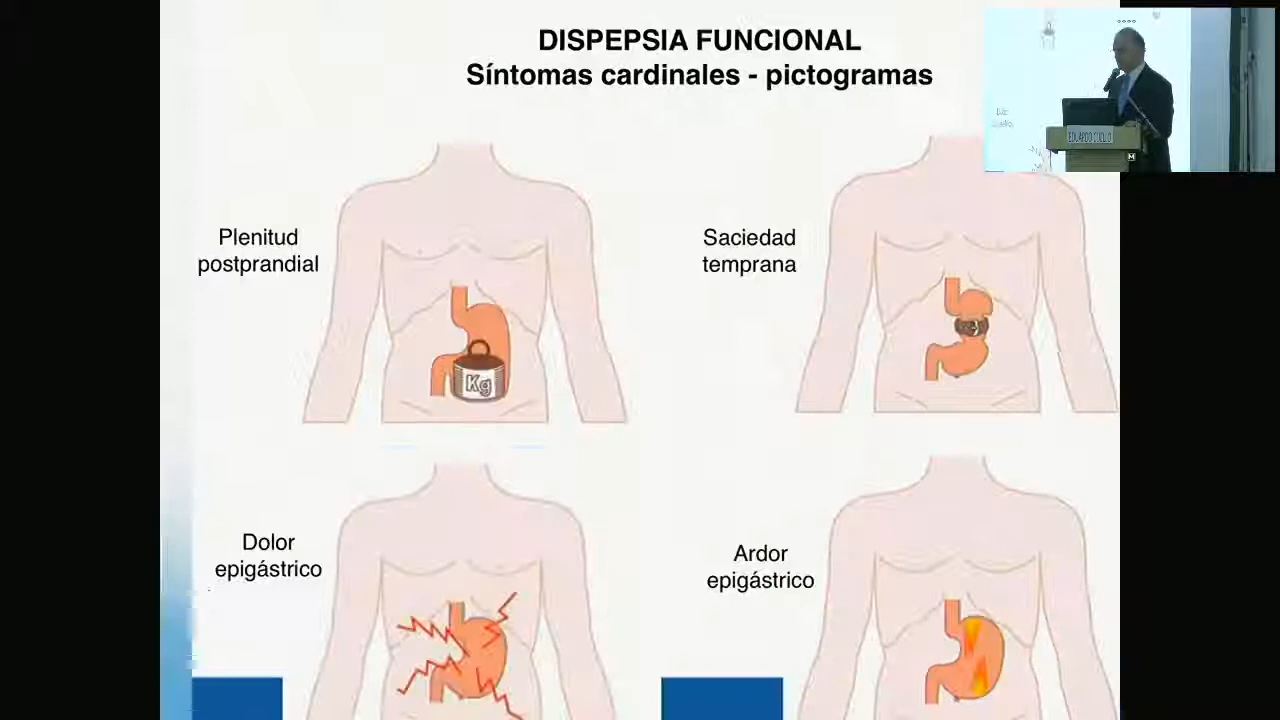 DISPEPSIA FUNCIONAL
Síntomas cardinales - pictogramas
Plenitud
postprandial
Saciedad
temprana
Kg
Dolor
epigástrico
Ardor
epigástrico
M